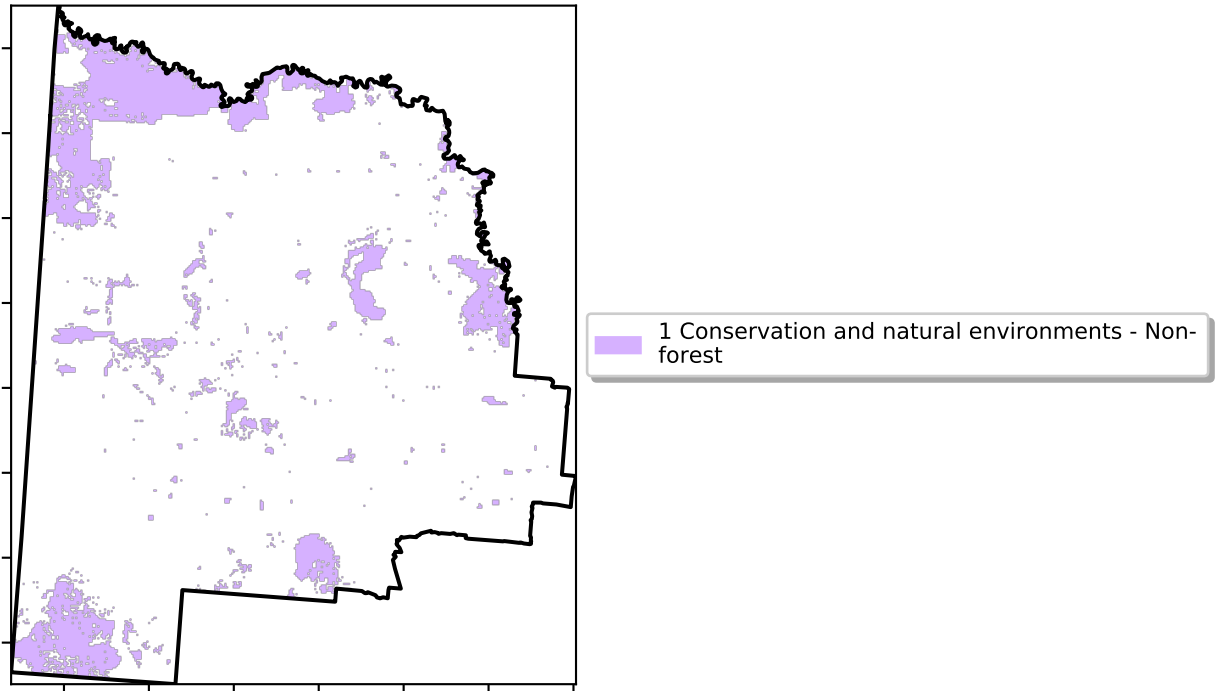 1 Conservation and natural environments - Non-
forest